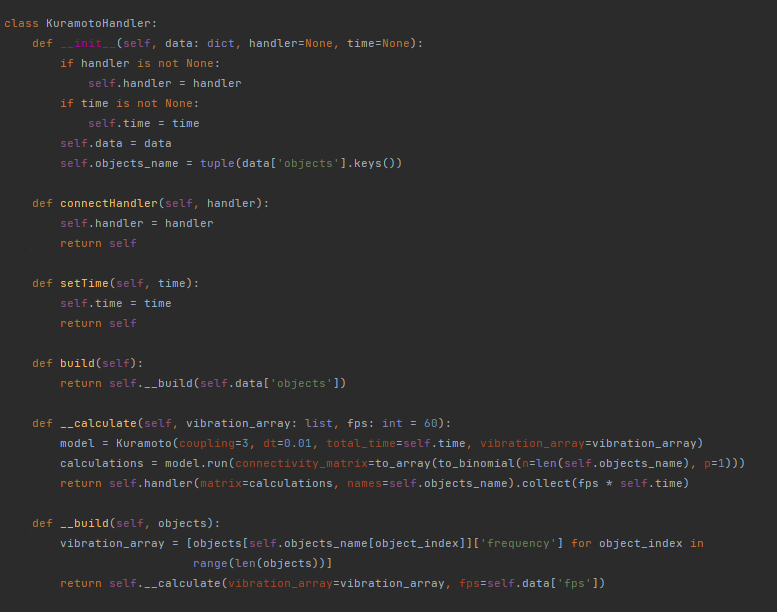 class KuramotoHandler:
    def __init__(self, data: dict, handler=None, time=None):
        if handler is not None:
            self.handler = handler
        if time is not None:
            self.time = time
        self.data = data
        self.objects_name = tuple(data['objects'].keys())

    def connectHandler(self, handler):
        self.handler = handler
        return self

    def setTime(self, time):
        self.time = time
        return self

    def build(self):
        return self.__build(self.data['objects'])

    def __calculate(self, vibration_array: list, fps: int = 60):
        model = Kuramoto(coupling=3, dt=0.01, total_time=self.time, vibration_array=vibration_array)
        calculations = model.run(connectivity_matrix=to_array(to_binomial(n=len(self.objects_name), p=1)))
        return self.handler(matrix=calculations, names=self.objects_name).collect(fps * self.time)

    def __build(self, objects):
        vibration_array = [objects[self.objects_name[object_index]]['frequency'] for object_index in
                           range(len(objects))]
        return self.__calculate(vibration_array=vibration_array, fps=self.data['fps'])